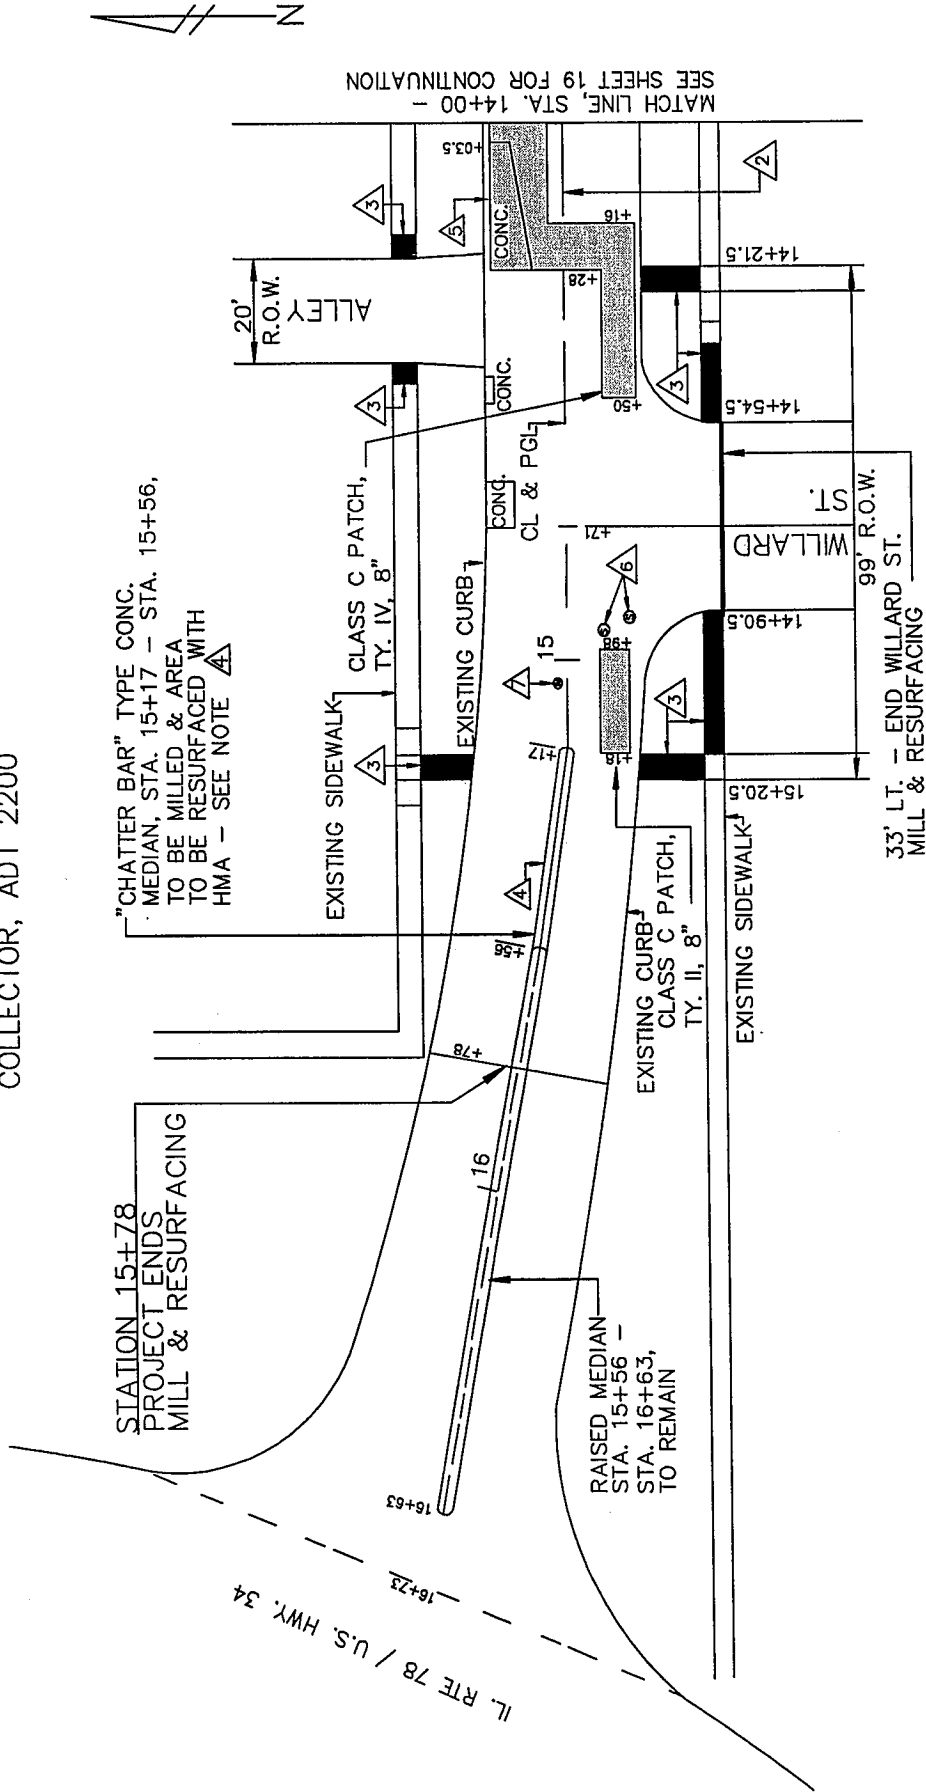 N
MATCH LINE, STA. 14+00 –
SEE SHEET 19 FOR CONTINUATION
COLLECTOR, ADT 2200
"CHATTER BAR" TYPE CONC.
MEDIAN, STA. 15+17 – STA. 15+56,
TO BE MILLED & AREA
TO BE RESURFACED WITH
HMA – SEE NOTE 4
STATION 15+78
PROJECT ENDS
MILL & RESURFACING
EXISTING SIDEWALK
CLASS C PATCH,
TY. IV, 8"
EXISTING CURB
20'
R.O.W.
ALLEY
3
3
3
5
2
CONC.
CONC.
CONC.
+03.5
+16
+28
+50
CL & PGL
+71
15
7
6
S
S
+98
+18
+17
4
+56
+78
16
16+63
16+73
IL. RTE 78 / U.S. HWY. 34
RAISED MEDIAN
STA. 15+56 –
STA. 16+63,
TO REMAIN
EXISTING CURB
CLASS C PATCH,
TY. II, 8"
EXISTING SIDEWALK
3
3
14+21.5
14+54.5
14+90.5
15+20.5
WILLARD
ST.
99' R.O.W.
33' LT. – END WILLARD ST.
MILL & RESURFACING